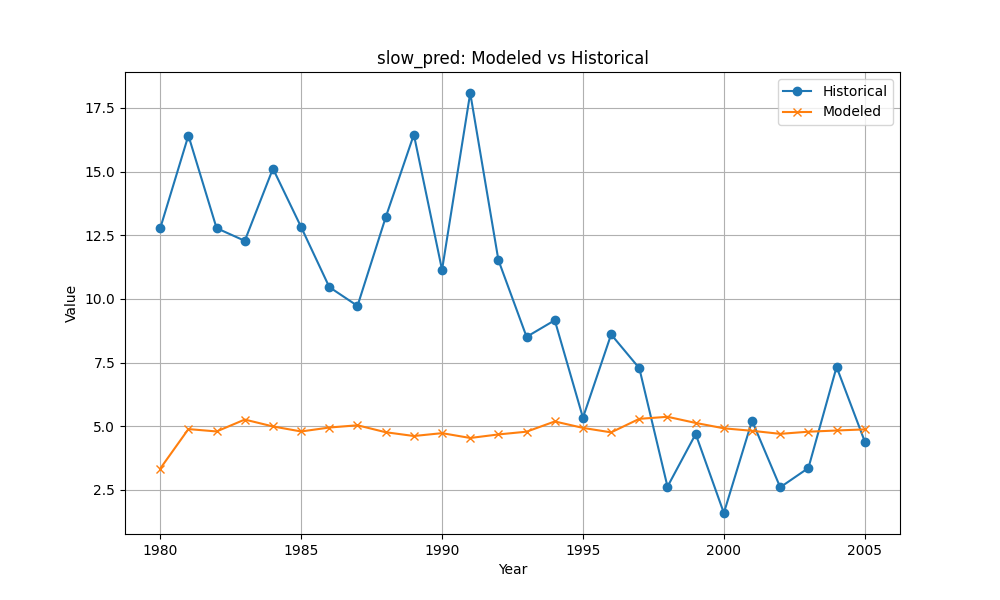 slow_pred: Modeled vs Historical
Historical
Modeled
Value
17.5
15.0
12.5
10.0
7.5
5.0
2.5
1980
1985
1990
1995
2000
2005
Year